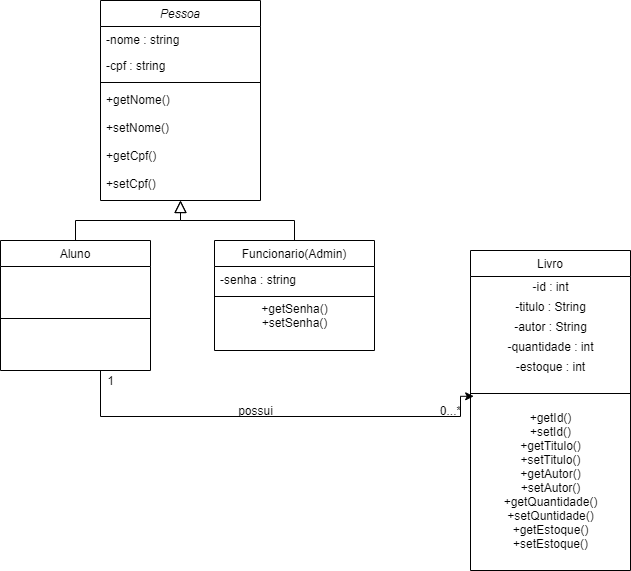 Pessoa
-nome : string
-cpf : string
+getNome()
+setNome()
+getCpf()
+setCpf()
Aluno
Funcionario(Admin)
-senha : string
+getSenha()
+setSenha()
1
possui
0...*
Livro
-id : int
-titulo : String
-autor : String
-quantidade : int
-estoque : int
+getId()
+setId()
+getTitulo()
+setTitulo()
+getAutor()
+setAutor()
+getQuantidade()
+setQuntidade()
+getEstoque()
+setEstoque()